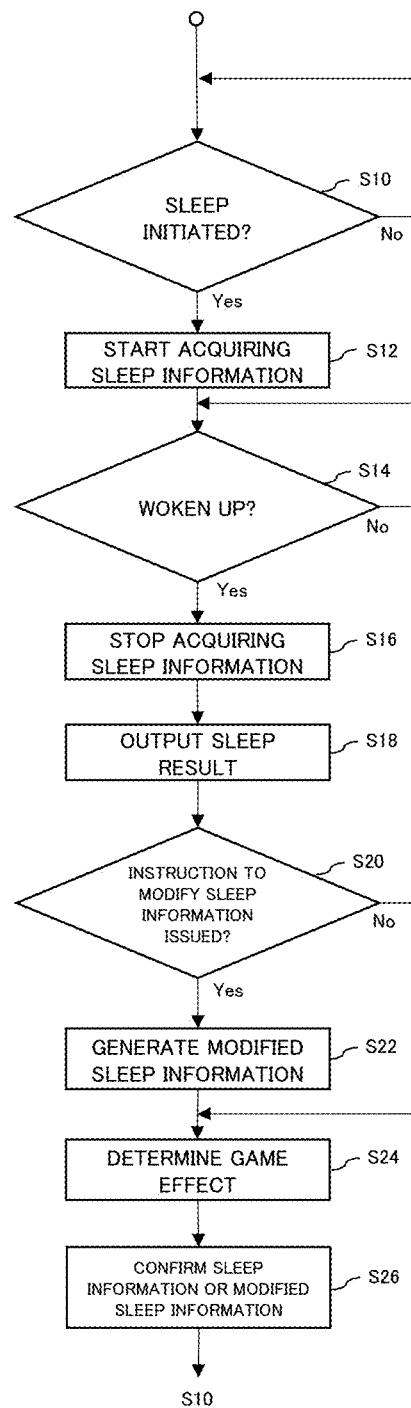 S10
SLEEP
INITIATED?
No
Yes
START ACQUIRING
SLEEP INFORMATION
S12
S14
WOKEN UP?
No
Yes
STOP ACQUIRING
SLEEP INFORMATION
S16
OUTPUT SLEEP
RESULT
S18
S20
INSTRUCTION TO
MODIFY SLEEP
INFORMATION
ISSUED?
No
Yes
GENERATE MODIFIED
SLEEP INFORMATION
S22
DETERMINE GAME
EFFECT
S24
CONFIRM SLEEP
INFORMATION OR MODIFIED
SLEEP INFORMATION
S26
S10